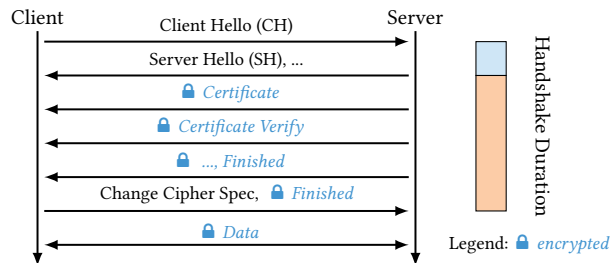 Client
Server
Client Hello (CH)
Server Hello (SH), ...
Certificate
Certificate Verify
..., Finished
Change Cipher Spec, Finished
Data
Handshake Duration
Legend: encrypted